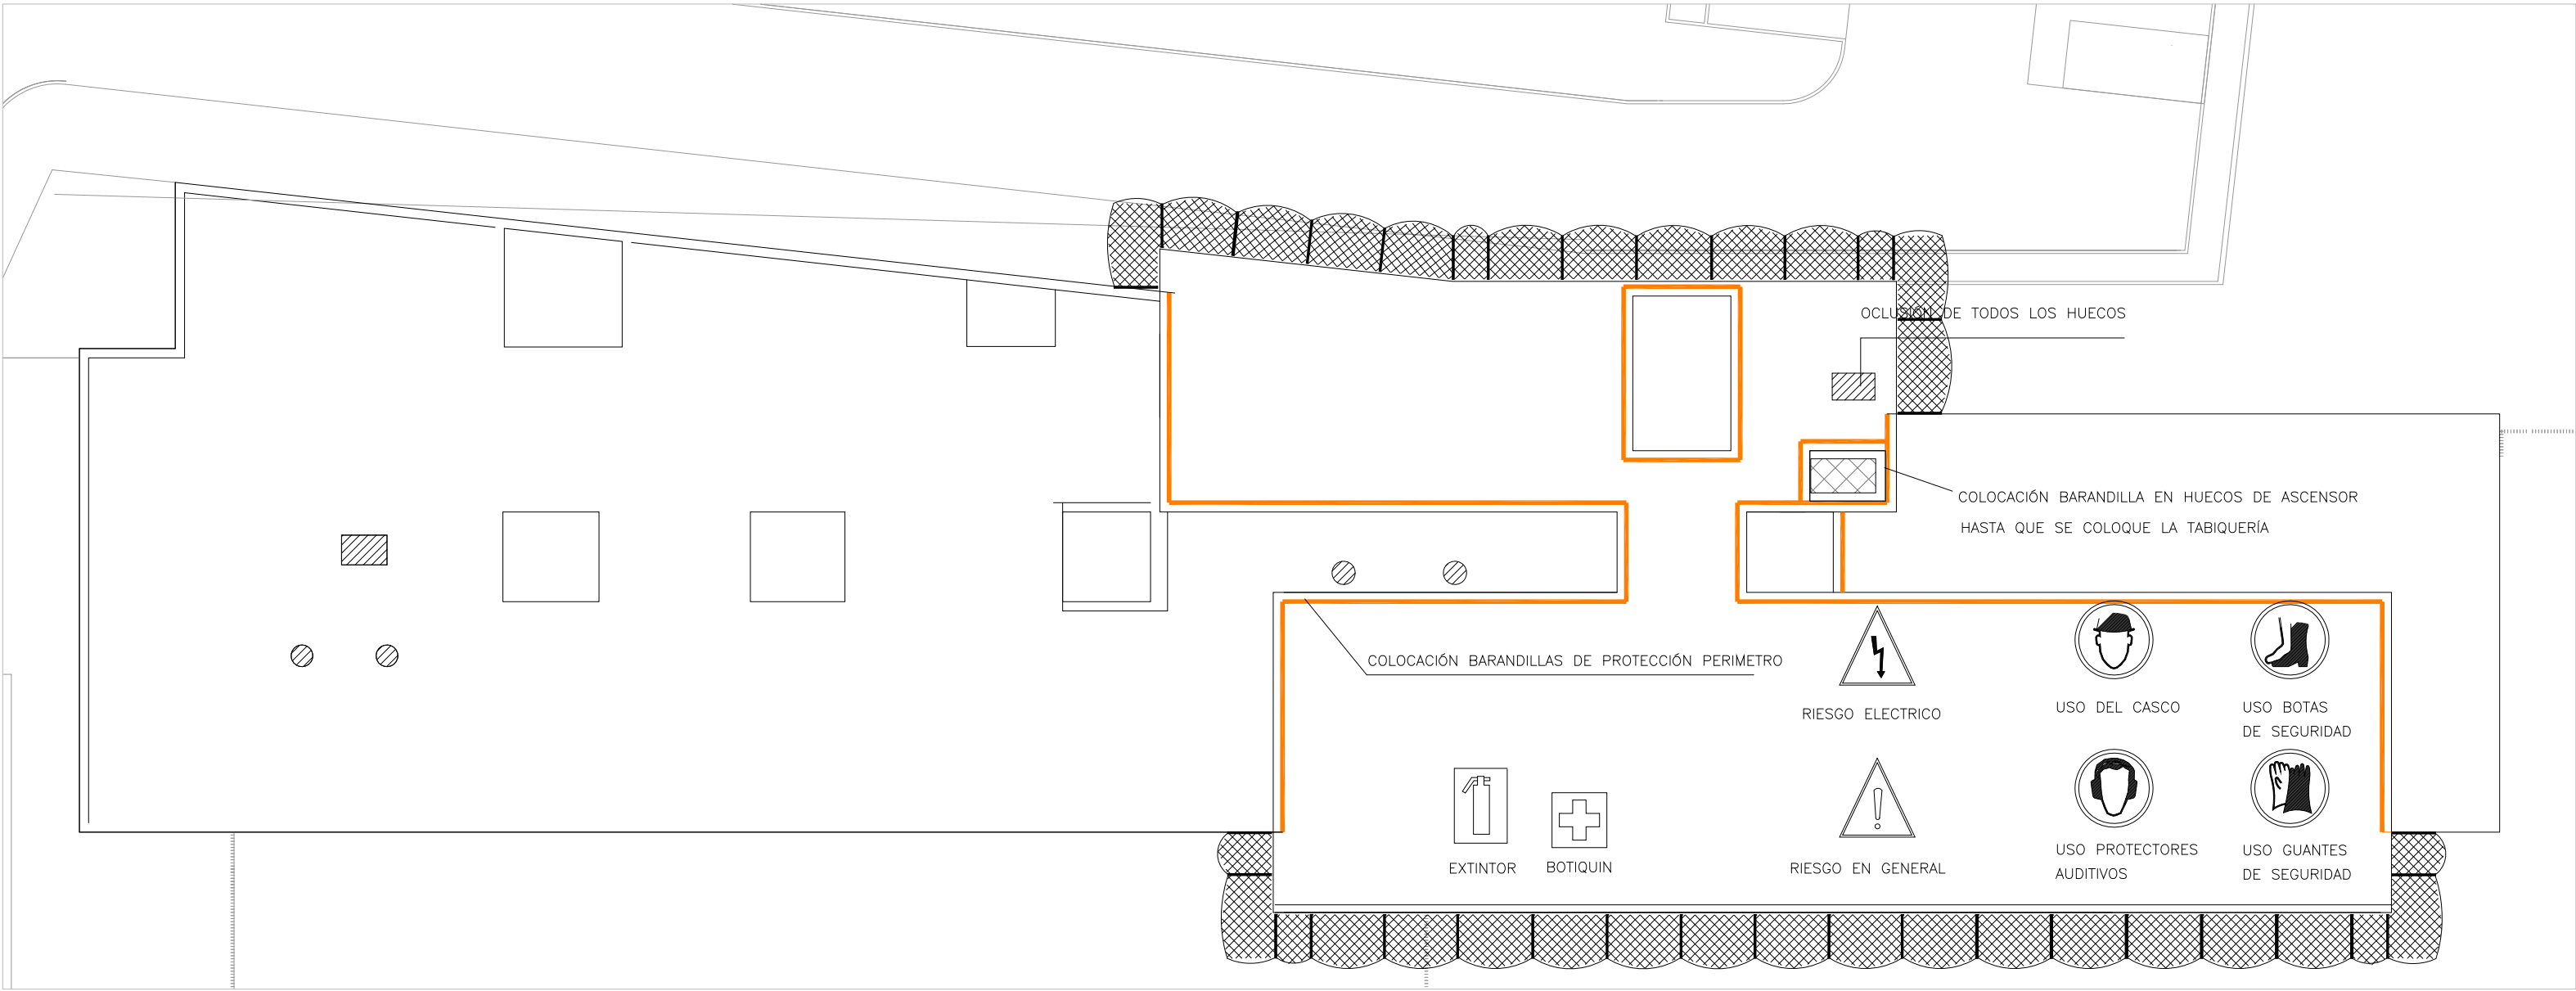 OCLUSIÓN DE TODOS LOS HUECOS
COLOCACIÓN BARANDILLA EN HUECOS DE ASCENSOR
HASTA QUE SE COLOQUE LA TABIQUERÍA
COLOCACIÓN BARANDILLAS DE PROTECCIÓN PERIMETRO
RIESGO ELECTRICO
USO DEL CASCO
USO BOTAS
DE SEGURIDAD
EXTINTOR
BOTIQUIN
RIESGO EN GENERAL
USO PROTECTORES
AUDITIVOS
USO GUANTES
DE SEGURIDAD